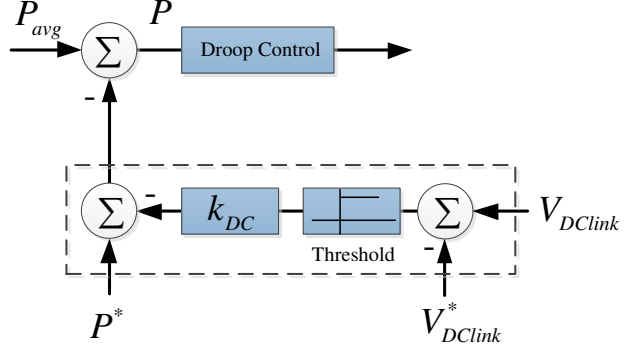 P_avg P
∑ Droop Control
-
∑ - k_DC ∑ V_DClink
Threshold -
P* V*_DClink